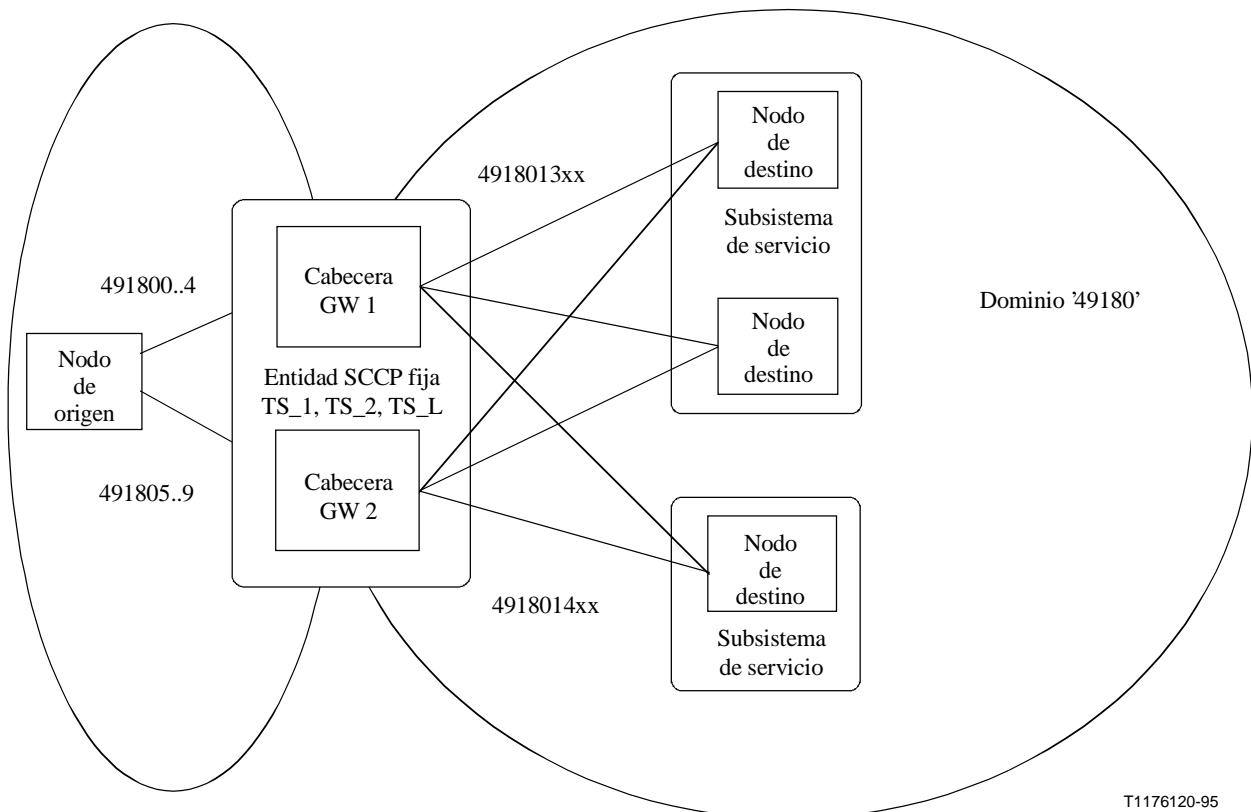 Nodo
de
destino
4918013xx
Subsistema
de servicio
Cabecera
GW 1
491800..4
Dominio '49180'
Nodo
de
destino
Nodo
de
origen
Entidad SCCP fija
TS_1, TS_2, TS_L
Cabecera
GW 2
491805..9
Nodo
de
destino
4918014xx
Subsistema
de servicio
T1176120-95